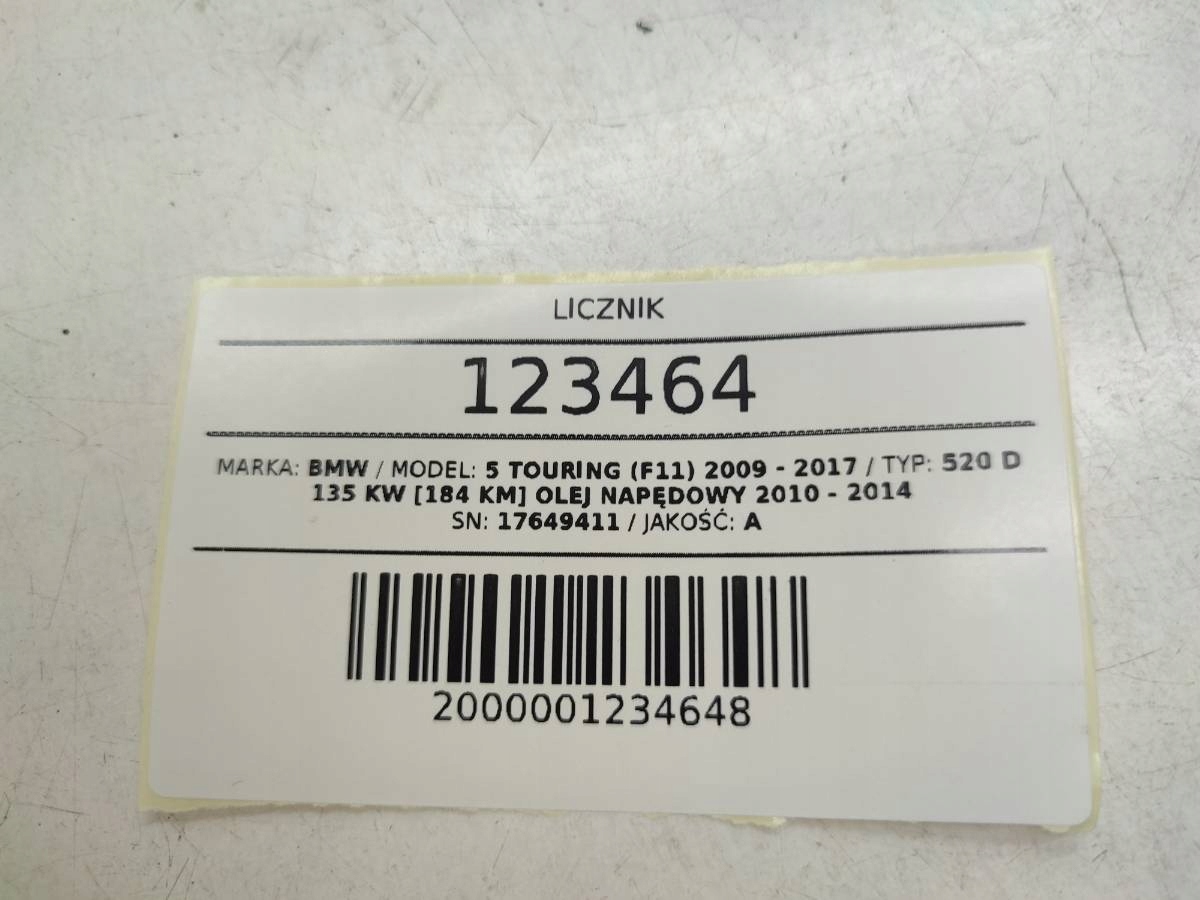 LICZNIK
123464
MARKA: BMW / MODEL: 5 TOURING (F11) 2009 - 2017 / TYP: 520 D
135 KW [184 KM] OLEJ NAPĘDOWY 2010 - 2014
SN: 17649411 / JAKOŚĆ: A
2000001234648